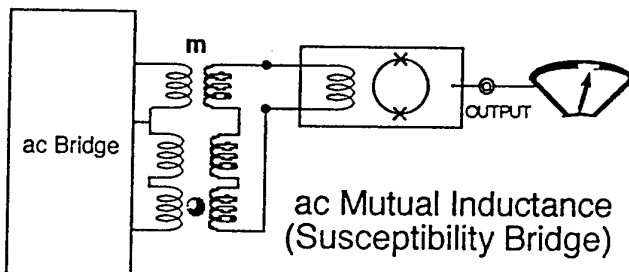 m
ac Bridge
OUTPUT
ac Mutual Inductance
(Susceptibility Bridge)